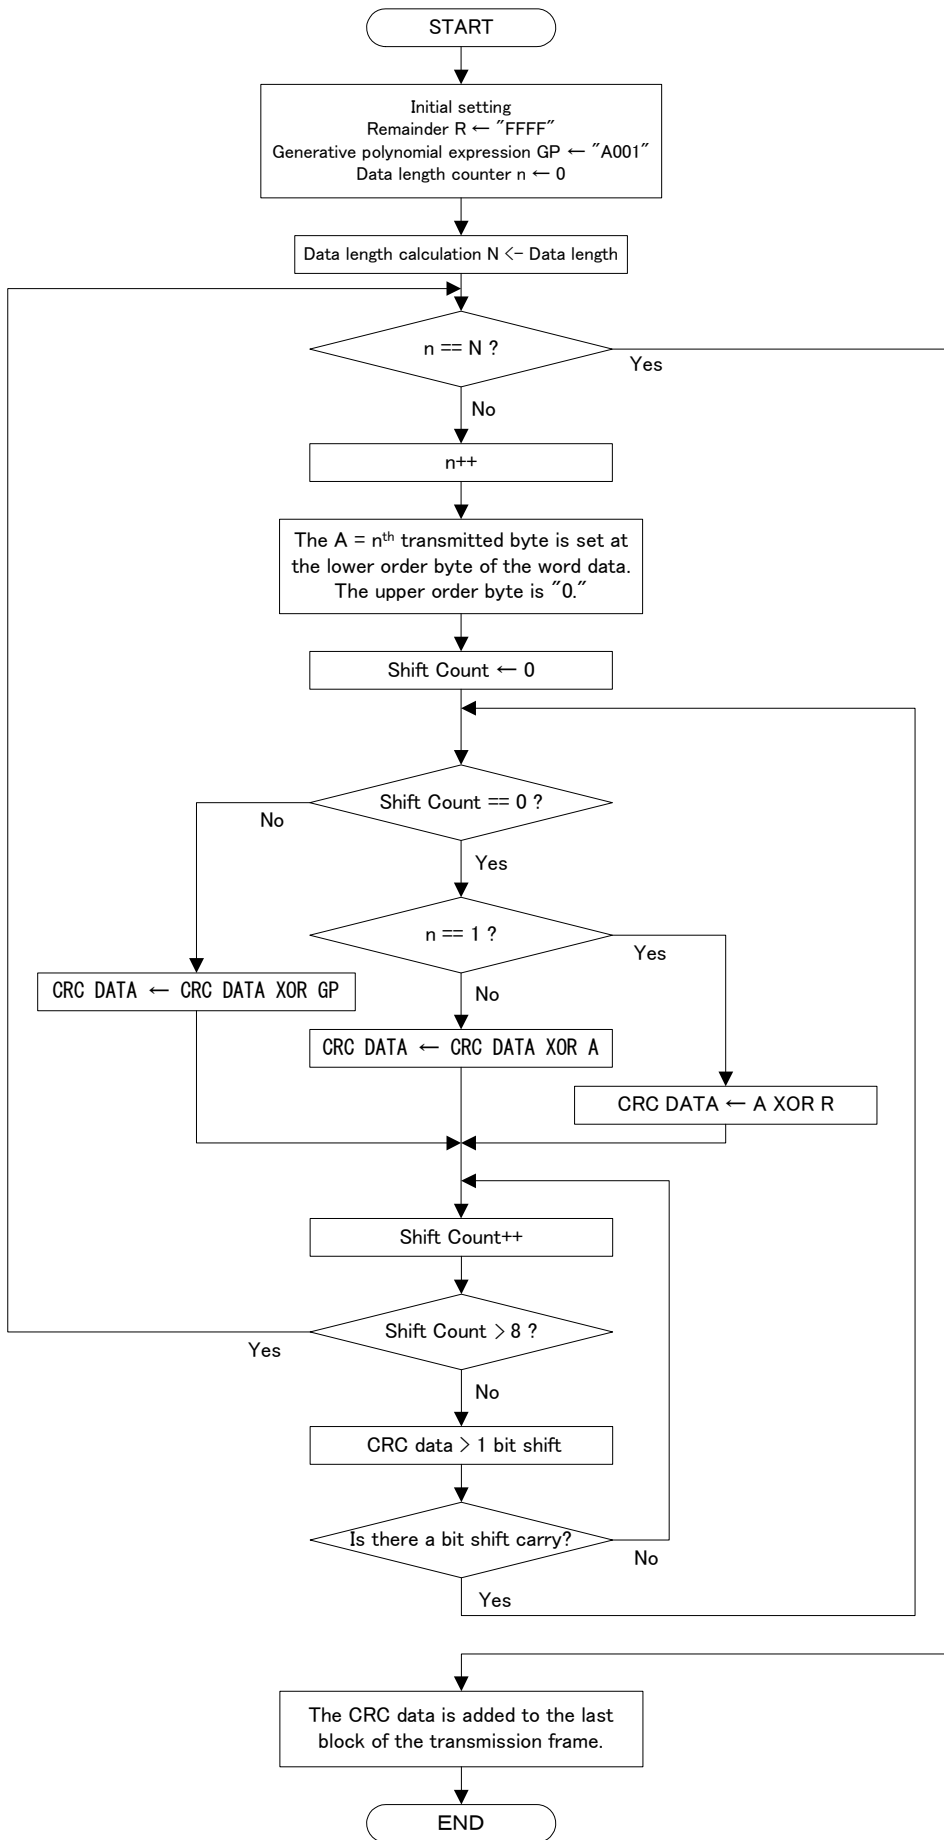 START
Initial setting
Remainder R ← "FFFF"
Generative polynomial expression GP ← "A001"
Data length counter n ← 0
Data length calculation N <- Data length
n == N ?
Yes
No
n++
The A = nth transmitted byte is set at
the lower order byte of the word data.
The upper order byte is "0."
Shift Count ← 0
Shift Count == 0 ?
No
Yes
n == 1 ?
Yes
CRC DATA ← CRC DATA XOR GP
No
CRC DATA ← CRC DATA XOR A
CRC DATA ← A XOR R
Shift Count++
Shift Count > 8 ?
Yes
No
CRC data > 1 bit shift
Is there a bit shift carry?
No
Yes
The CRC data is added to the last
block of the transmission frame.
END